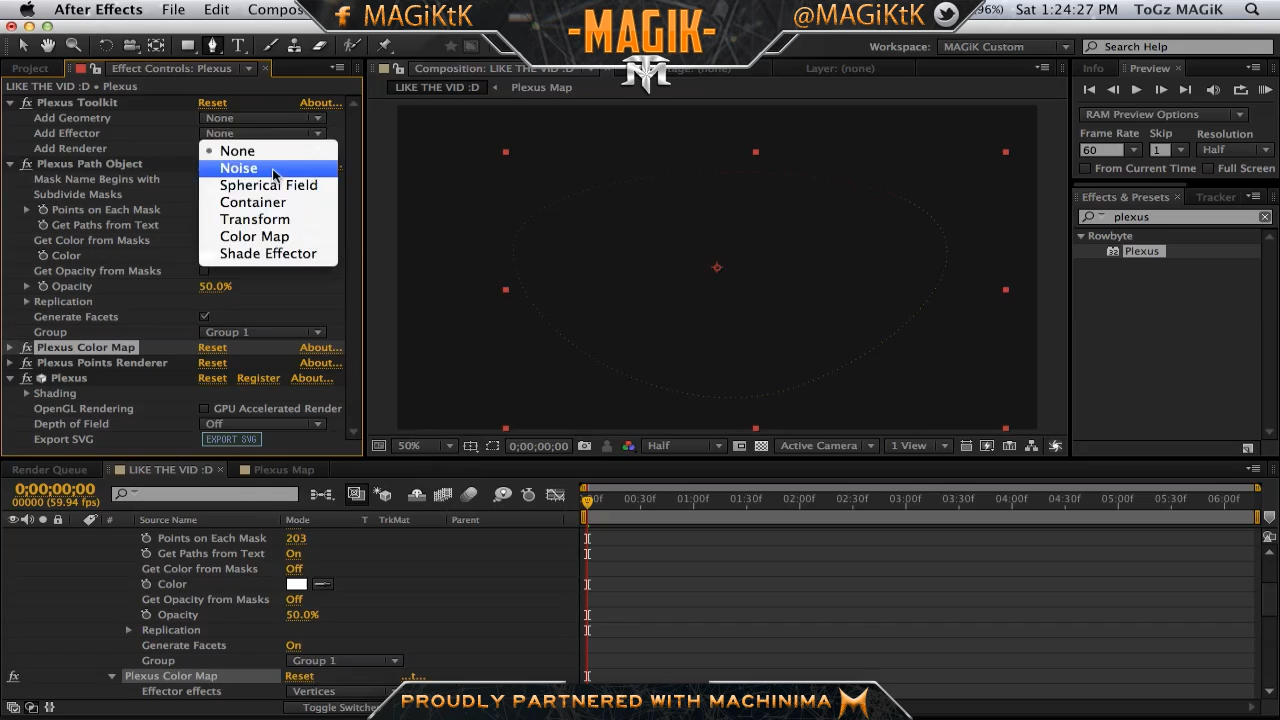 After Effects File Edit Compos
MAGiKtK
-MAGIK-
@MAGiKtK
96%) Sat 1:24:27 PM ToGz MAGiK
Workspace: MAGiK Custom
Search Help
Project
Effect Controls: Plexus
Composition: LIKE THE VID :D
Layer: (none)
Info
Preview
LIKE THE VID :D • Plexus
LIKE THE VID :D
Plexus Map
Plexus Toolkit Reset About...
Add Geometry None
Add Effector None
Add Renderer
None
Noise
Spherical Field
Container
Transform
Color Map
Shade Effector
Plexus Path Object
Mask Name Begins with
Subdivide Masks
Points on Each Mask
Get Paths from Text
Get Color from Masks
Color
Get Opacity from Masks
Opacity 50.0%
Replication
Generate Facets
Group Group 1
Plexus Color Map Reset About...
Plexus Points Renderer Reset About...
Plexus Reset Register About...
Shading
OpenGL Rendering GPU Accelerated Render
Depth of Field Off
Export SVG EXPORT SVG
50% 0;00;00;00 Half Active Camera 1 View
RAM Preview Options
Frame Rate Skip Resolution
60 1 Half
From Current Time Full Screen
Effects & Presets
Tracker
plexus
Rowbyte
32 Plexus
Render Queue
LIKE THE VID :D
Plexus Map
0;00;00;00
00000 (59.94 fps)
00f 00:30f 01:00f 01:30f 02:00f 02:30f 03:00f 03:30f 04:00f 04:30f 05:00f 05:30f 06:00f
# Source Name Mode T TrkMat Parent
Points on Each Mask 203
Get Paths from Text On
Get Color from Masks Off
Color
Get Opacity from Masks Off
Opacity 50.0%
Replication
Generate Facets On
Group Group 1
Plexus Color Map Reset ...t...
Effector effects Vertices
Toggle Switche
PROUDLY PARTNERED WITH MACHINIMA